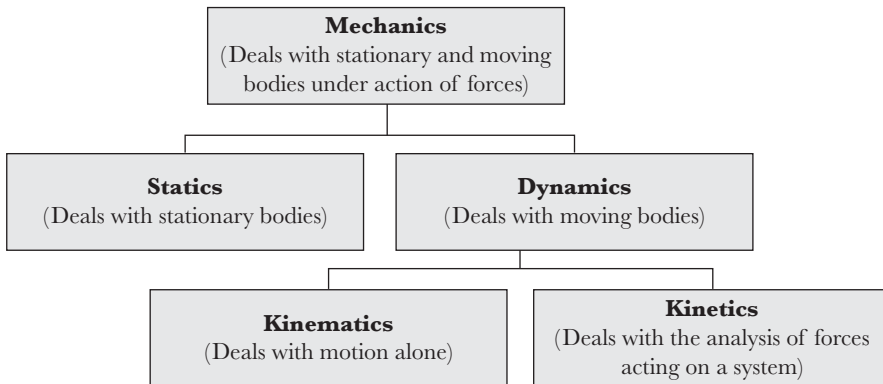 Mechanics
(Deals with stationary and moving
bodies under action of forces)
Statics
(Deals with stationary bodies)
Dynamics
(Deals with moving bodies)
Kinematics
(Deals with motion alone)
Kinetics
(Deals with the analysis of forces
acting on a system)